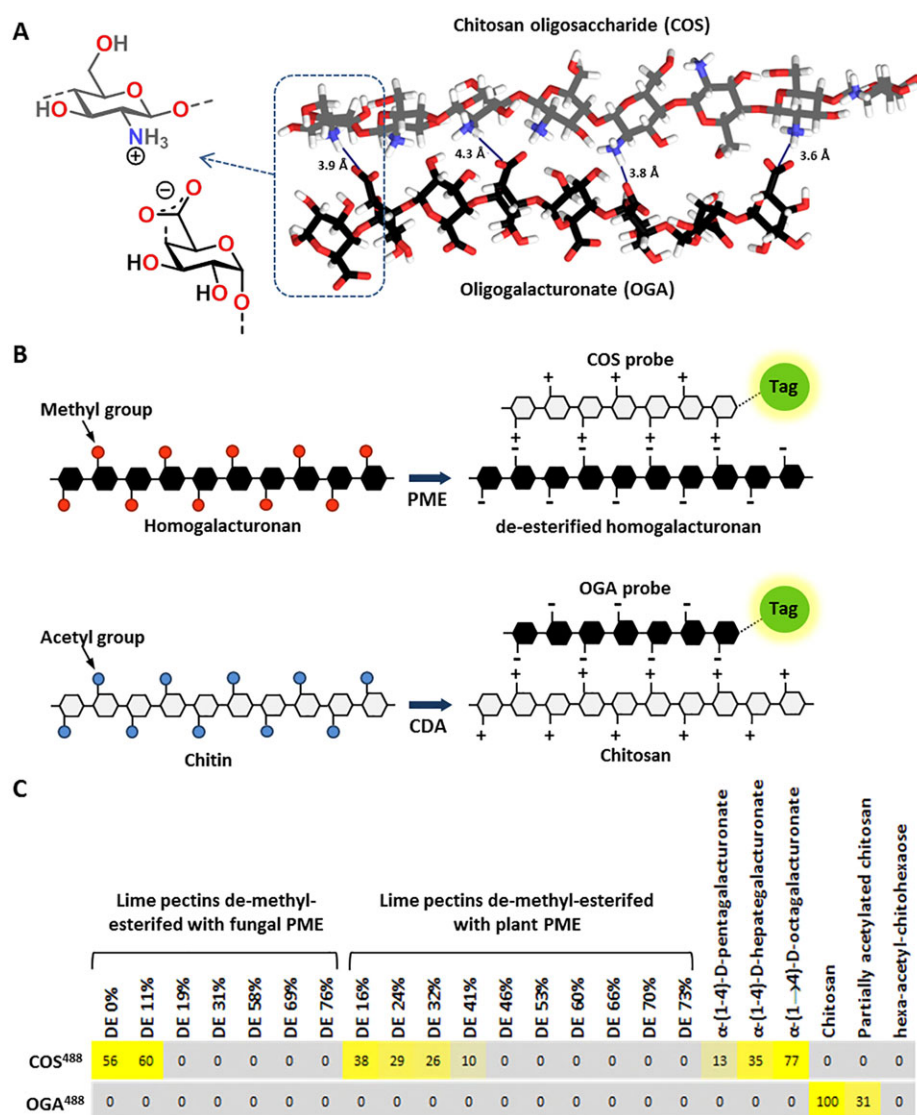 A
Chitosan oligosaccharide (COS)
OH
O
HO
O
NH₃
⊕
3.9 Å
4.3 Å
3.8 Å
3.6 Å
⊖
O
O
O
HO
HO
O
Oligogalacturonate (OGA)
B
COS probe
Tag
+ + +
Methyl group
+ + + +
- - - - -
PME
- - - - -
Homogalacturonan
de-esterified homogalacturonan
OGA probe
Tag
- - -
Acetyl group
- - - -
+ + + + +
CDA
+ + + + +
Chitin
Chitosan
C
Lime pectins de-methyl-
esterifed with fungal PME
Lime pectins de-methyl-esterifed
with plant PME
DE 0%
DE 11%
DE 19%
DE 31%
DE 58%
DE 69%
DE 76%
DE 16%
DE 24%
DE 32%
DE 41%
DE 46%
DE 53%
DE 60%
DE 66%
DE 70%
DE 73%
α-(1-4)-D-pentagalacturonate
α-(1-4)-D-hepategalacturonate
α-(1→4)-D-octagalacturonate
Chitosan
Partially acetylated chitosan
hexa-acetyl-chitohexaose
COS⁴⁸⁸ 56 60 0 0 0 0 0 38 29 26 10 0 0 0 0 0 0 13 35 77 0 0 0
OGA⁴⁸⁸ 0 0 0 0 0 0 0 0 0 0 0 0 0 0 0 0 0 0 0 0 100 31 0